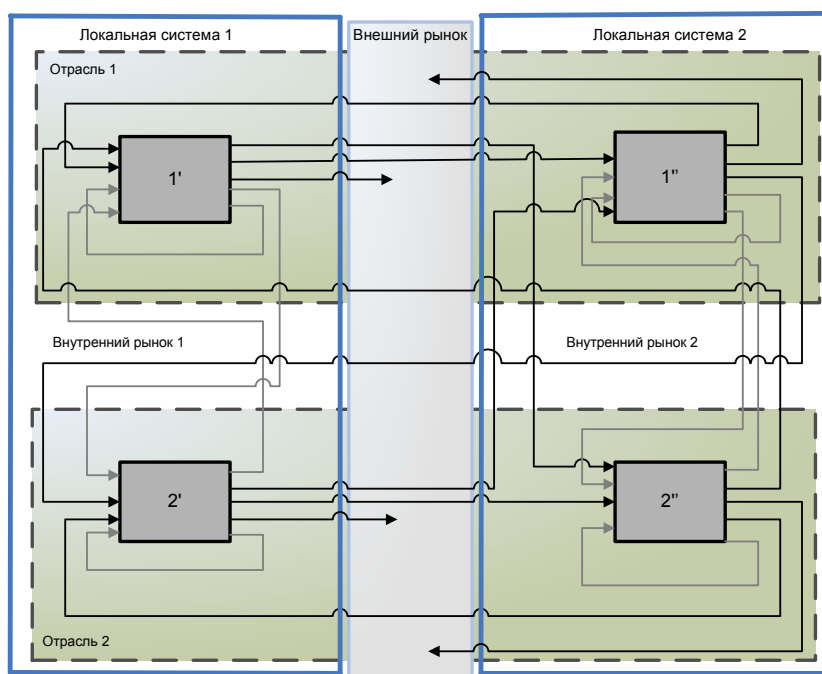 Локальная система 1
Внешний рынок
Локальная система 2
Отрасль 1
1'
1''
Внутренний рынок 1
Внутренний рынок 2
2'
2''
Отрасль 2